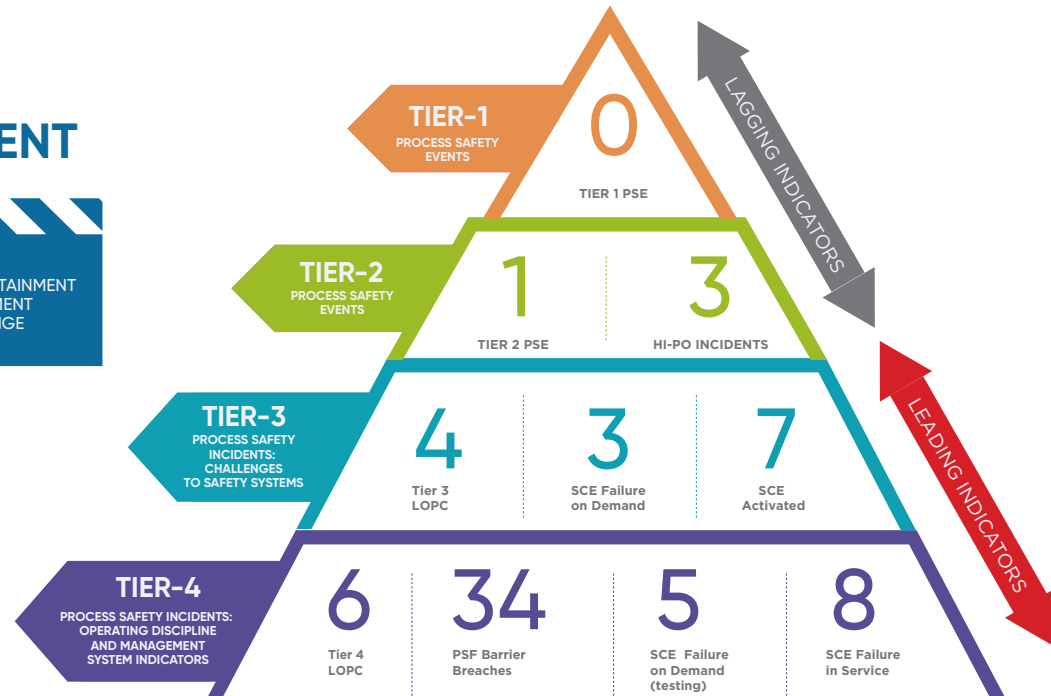 TIER-1
PROCESS SAFETY
EVENTS
0
TIER 1 PSE
LAGGING INDICATORS
TIER-2
PROCESS SAFETY
EVENTS
1
3
TIER 2 PSE
HI-PO INCIDENTS
TIER-3
PROCESS SAFETY
INCIDENTS:
CHALLENGES
TO SAFETY SYSTEMS
4
3
7
Tier 3
LOPC
SCE Failure
on Demand
SCE
Activated
LEADING INDICATORS
TIER-4
PROCESS SAFETY INCIDENTS:
OPERATING DISCIPLINE
AND MANAGEMENT
SYSTEM INDICATORS
6
34
5
8
Tier 4
LOPC
PSF Barrier
Breaches
SCE Failure
on Demand
(testing)
SCE Failure
in Service